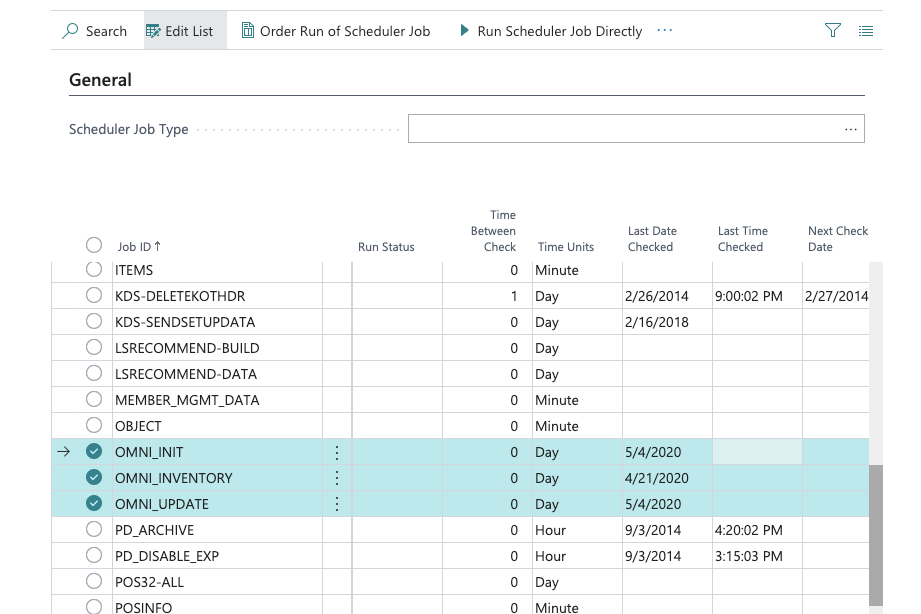 Search Edit List Order Run of Scheduler Job Run Scheduler Job Directly ...
General
Scheduler Job Type ...
Job ID ↑ Run Status Time Between Check Time Units Last Date Checked Last Time Checked Next Check Date
ITEMS 0 Minute
KDS-DELETEKOTHDR 1 Day 2/26/2014 9:00:02 PM 2/27/2014
KDS-SENDSETUPDATA 0 Day 2/16/2018
LSRECOMMEND-BUILD 0 Day
LSRECOMMEND-DATA 0 Day
MEMBER_MGMT_DATA 0 Minute
OBJECT 0 Minute
OMNI_INIT 0 Day 5/4/2020
OMNI_INVENTORY 0 Day 4/21/2020
OMNI_UPDATE 0 Day 5/4/2020
PD_ARCHIVE 0 Hour 9/3/2014 4:20:02 PM
PD_DISABLE_EXP 0 Hour 9/3/2014 3:15:03 PM
POS32-ALL 0 Day
POSINFO 0 Minute